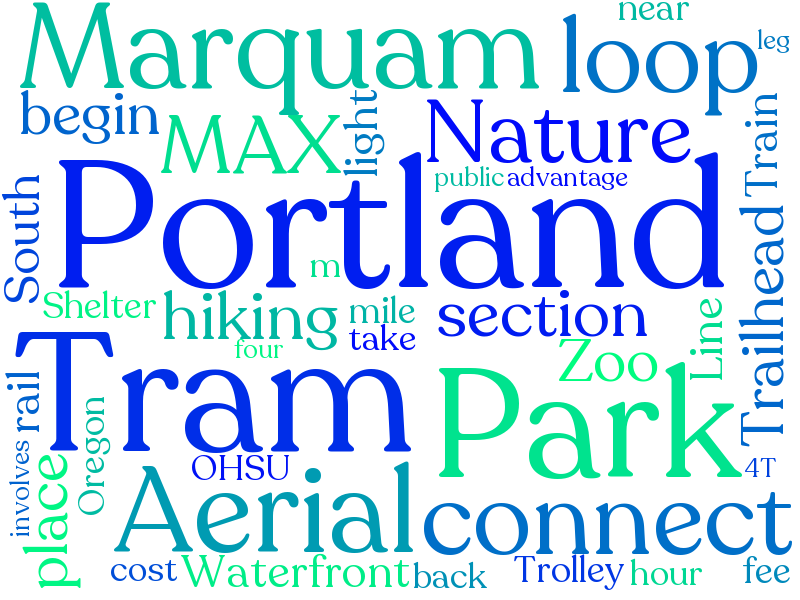 near
Marquam
loop
leg
begin
MAX
light
Nature
Train
public
advantage
South
Portland
Trailhead
m
Shelter
hiking
mile
section
take
four
Line
Zoo
Tram
Park
rail
Oregon
involves
place
OHSU
4T
Aerial
connect
cost
Waterfront
back
Trolley
hour
fee